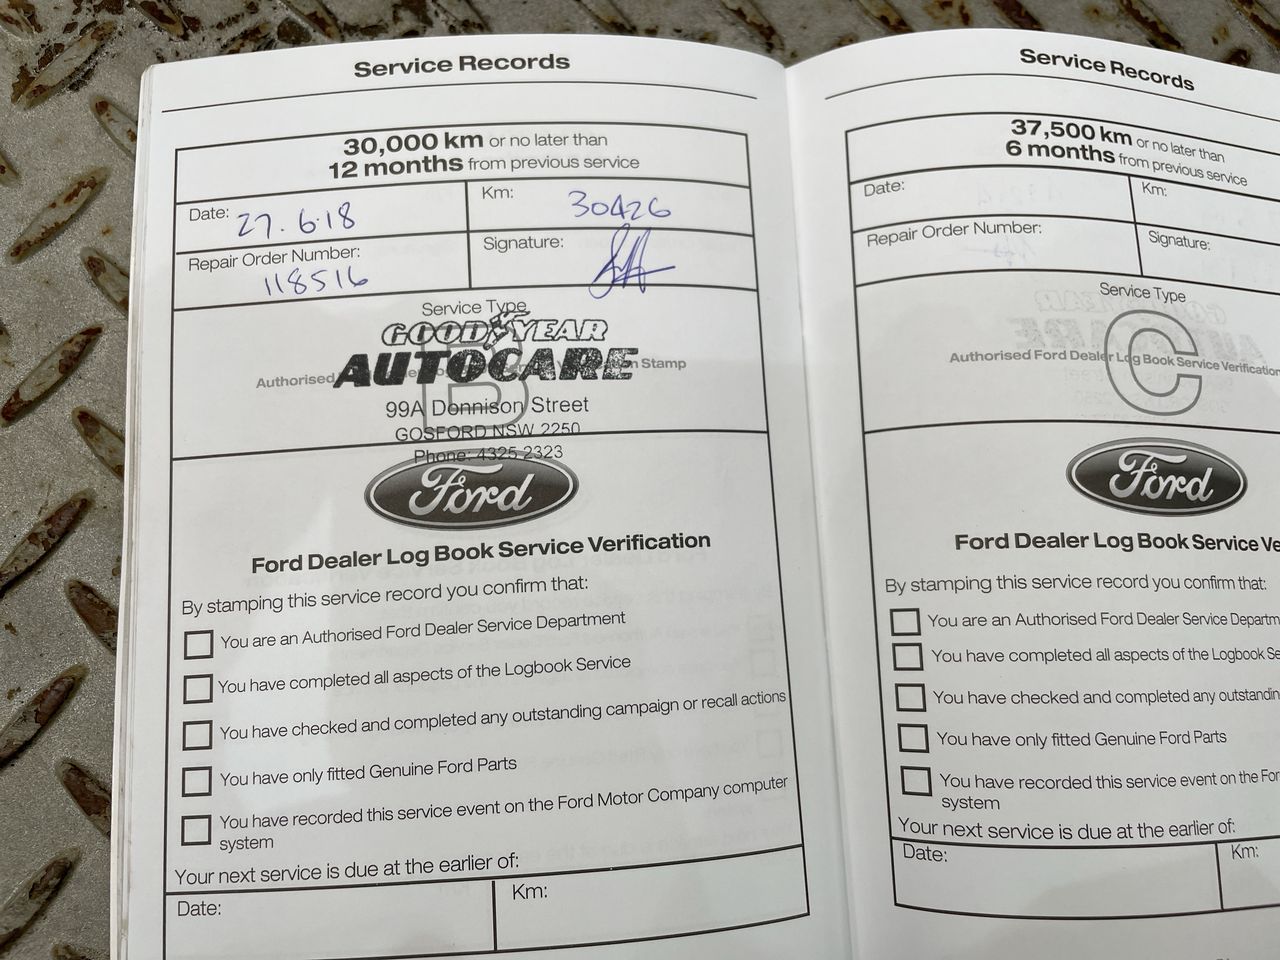 Service Records
30,000 km or no later than
12 months from previous service
Date: 27.6.18
Km: 30426
Repair Order Number:
118516
Signature:
Service Type
GOODYEAR
AUTOCARE
Authorised on Stamp
B
99A Donnison Street
GOSFORD NSW 2250
Phone: 4325 2323
Ford
Ford Dealer Log Book Service Verification
By stamping this service record you confirm that:
You are an Authorised Ford Dealer Service Department
You have completed all aspects of the Logbook Service
You have checked and completed any outstanding campaign or recall actions
You have only fitted Genuine Ford Parts
You have recorded this service event on the Ford Motor Company computer
system
Your next service is due at the earlier of:
Date:
Km:
Service Records
37,500 km or no later than
6 months from previous service
Date:
Km:
Repair Order Number:
Signature:
Service Type
C
Authorised Ford Dealer Log Book Service Verification
Ford
Ford Dealer Log Book Service Ve
By stamping this service record you confirm that:
You are an Authorised Ford Dealer Service Departm
You have completed all aspects of the Logbook Se
You have checked and completed any outstandin
You have only fitted Genuine Ford Parts
You have recorded this service event on the For
system
Your next service is due at the earlier of:
Date:
Km: